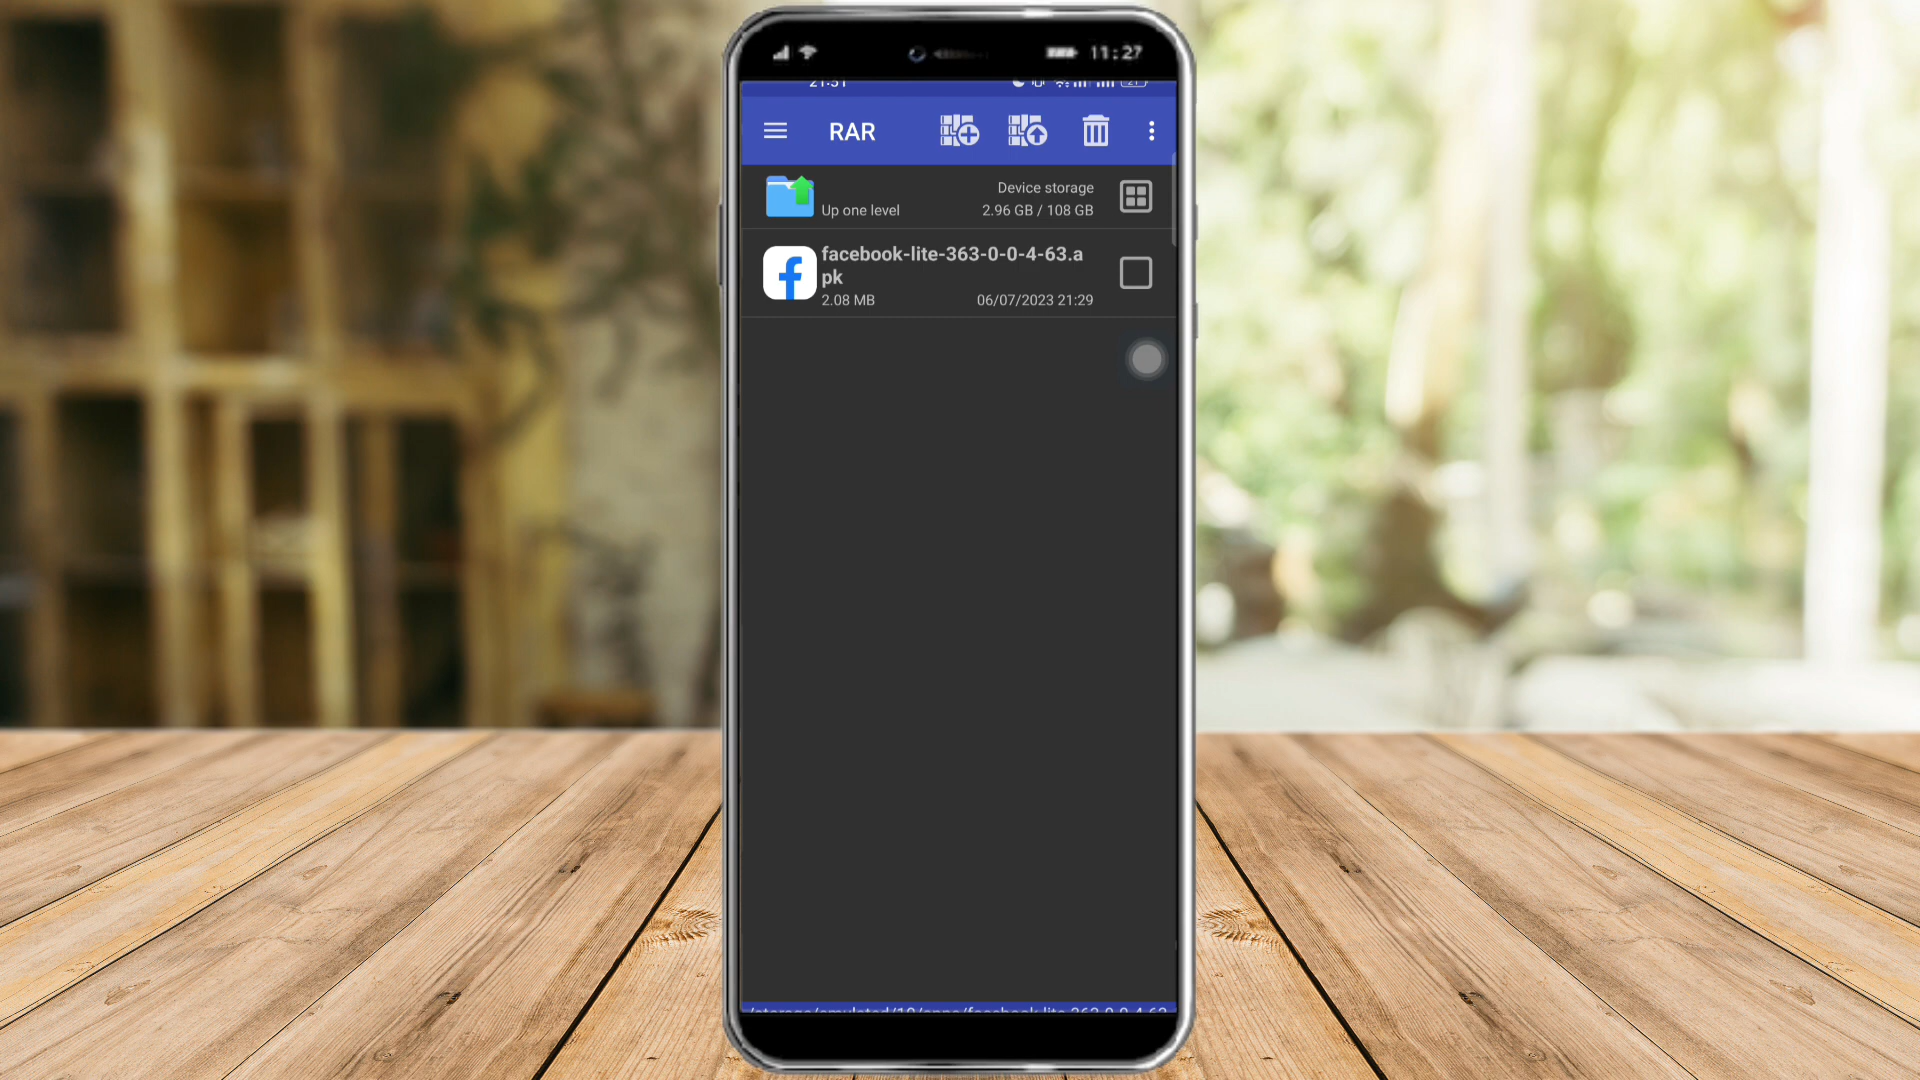 11:27
21:31
RAR
Device storage
Up one level
2.96 GB / 108 GB
facebook-lite-363-0-0-4-63.a
pk
2.08 MB
06/07/2023 21:29